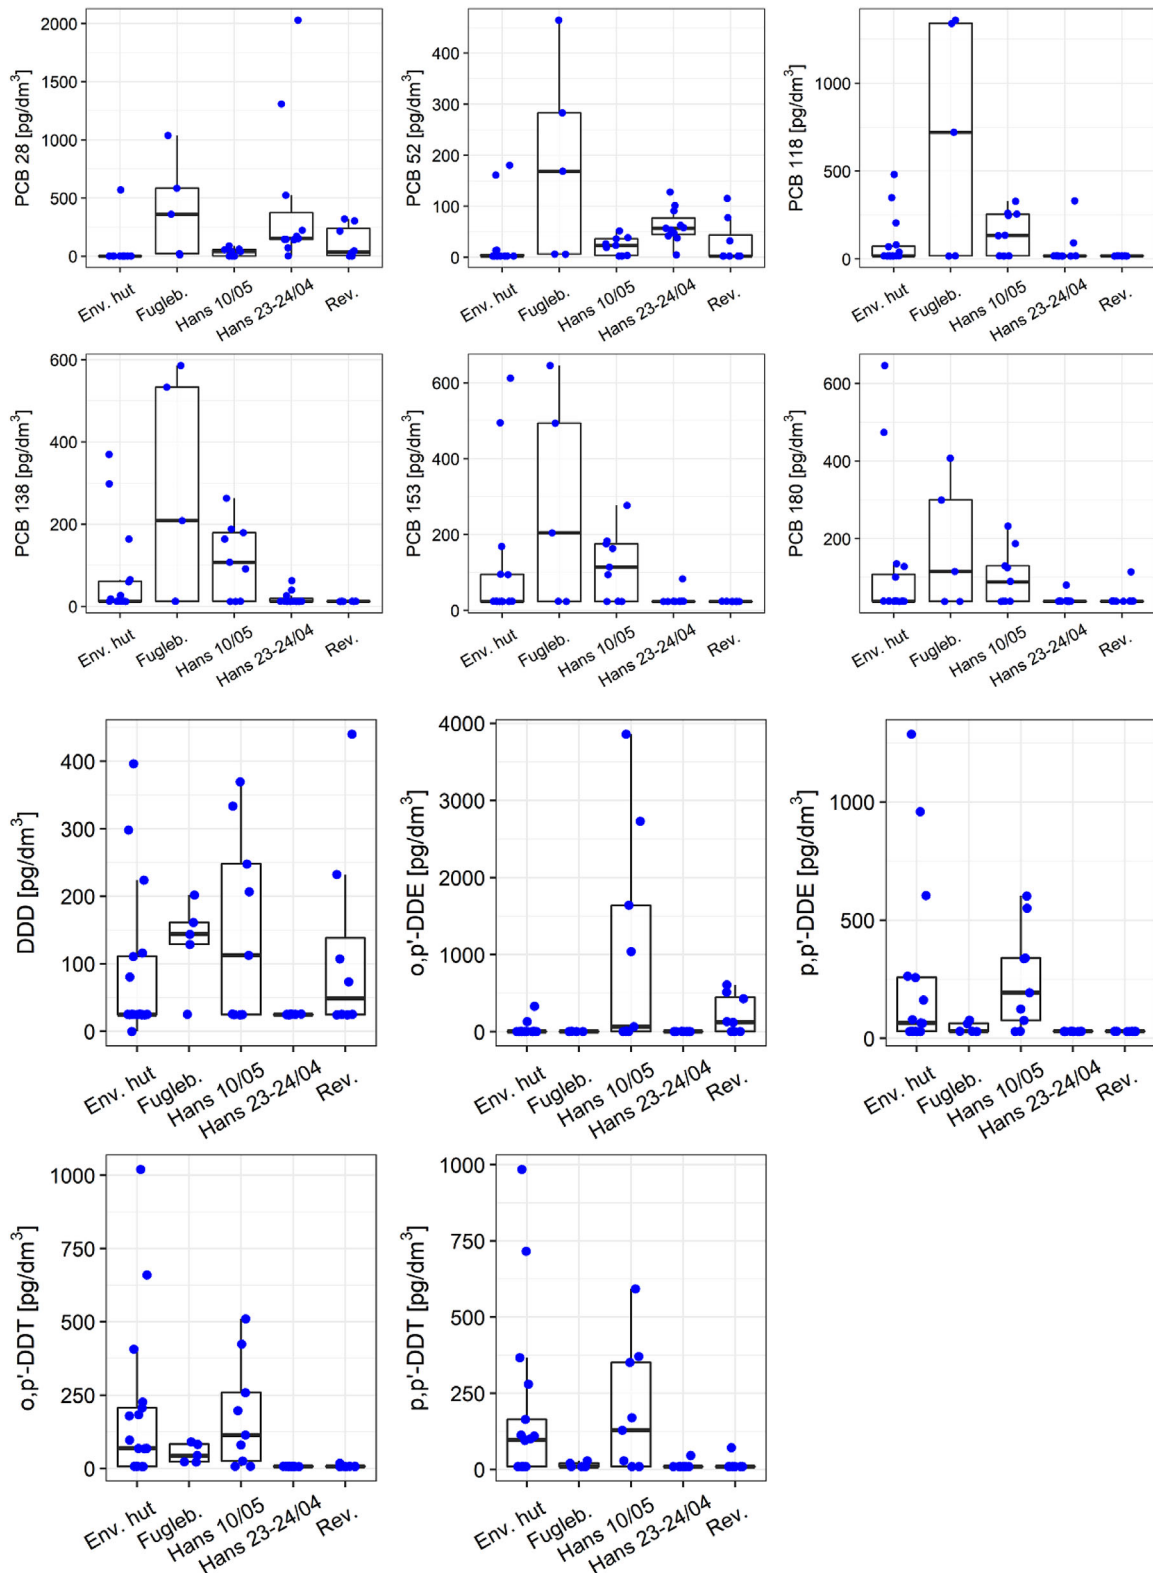 PCB 28 [pg/dm³]
2000
1500
1000
500
0
Env. hut
Fugleb.
Hans 10/05
Hans 23-24/04
Rev.
PCB 52 [pg/dm³]
400
300
200
100
0
Env. hut
Fugleb.
Hans 10/05
Hans 23-24/04
Rev.
PCB 118 [pg/dm³]
1000
500
0
Env. hut
Fugleb.
Hans 10/05
Hans 23-24/04
Rev.
PCB 138 [pg/dm³]
600
400
200
0
Env. hut
Fugleb.
Hans 10/05
Hans 23-24/04
Rev.
PCB 153 [pg/dm³]
600
400
200
0
Env. hut
Fugleb.
Hans 10/05
Hans 23-24/04
Rev.
PCB 180 [pg/dm³]
600
400
200
Env. hut
Fugleb.
Hans 10/05
Hans 23-24/04
Rev.
DDD [pg/dm³]
400
300
200
100
0
Env. hut
Fugleb.
Hans 10/05
Hans 23-24/04
Rev.
o,p'-DDE [pg/dm³]
4000
3000
2000
1000
0
Env. hut
Fugleb.
Hans 10/05
Hans 23-24/04
Rev.
p,p'-DDE [pg/dm³]
1000
500
0
Env. hut
Fugleb.
Hans 10/05
Hans 23-24/04
Rev.
o,p'-DDT [pg/dm³]
1000
750
500
250
0
Env. hut
Fugleb.
Hans 10/05
Hans 23-24/04
Rev.
p,p'-DDT [pg/dm³]
1000
750
500
250
0
Env. hut
Fugleb.
Hans 10/05
Hans 23-24/04
Rev.